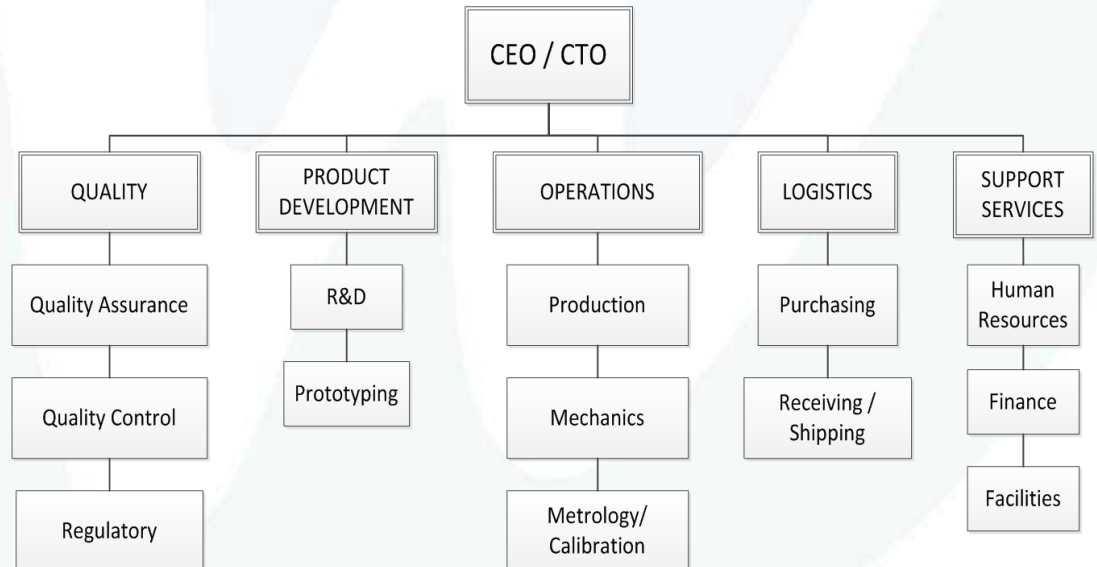 CEO / CTO
QUALITY
PRODUCT
DEVELOPMENT
OPERATIONS
LOGISTICS
SUPPORT
SERVICES
Quality Assurance
R&D
Production
Purchasing
Human
Resources
Prototyping
Quality Control
Mechanics
Receiving /
Shipping
Finance
Regulatory
Metrology/
Calibration
Facilities